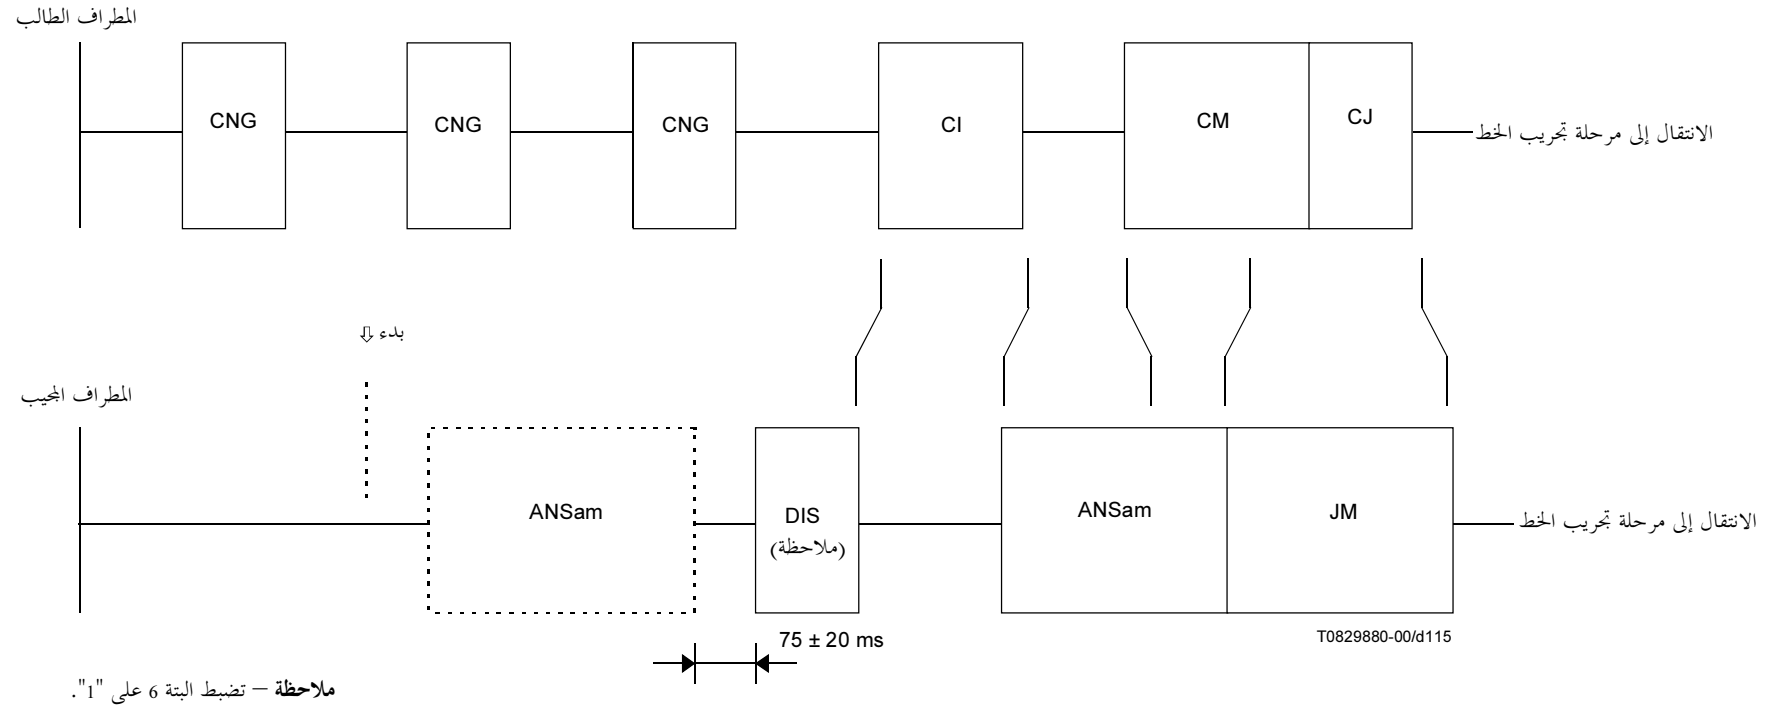 المطراف الطالب
CNG
CNG
CNG
CI
CM
CJ
الانتقال إلى مرحلة تجريب الخط
بدء ⇩
المطراف المجيب
ANSam
DIS
(ملاحظة)
ANSam
JM
الانتقال إلى مرحلة تجريب الخط
75 ± 20 ms
T0829880-00/d115
ملاحظة – تضبط البتة 6 على "1".